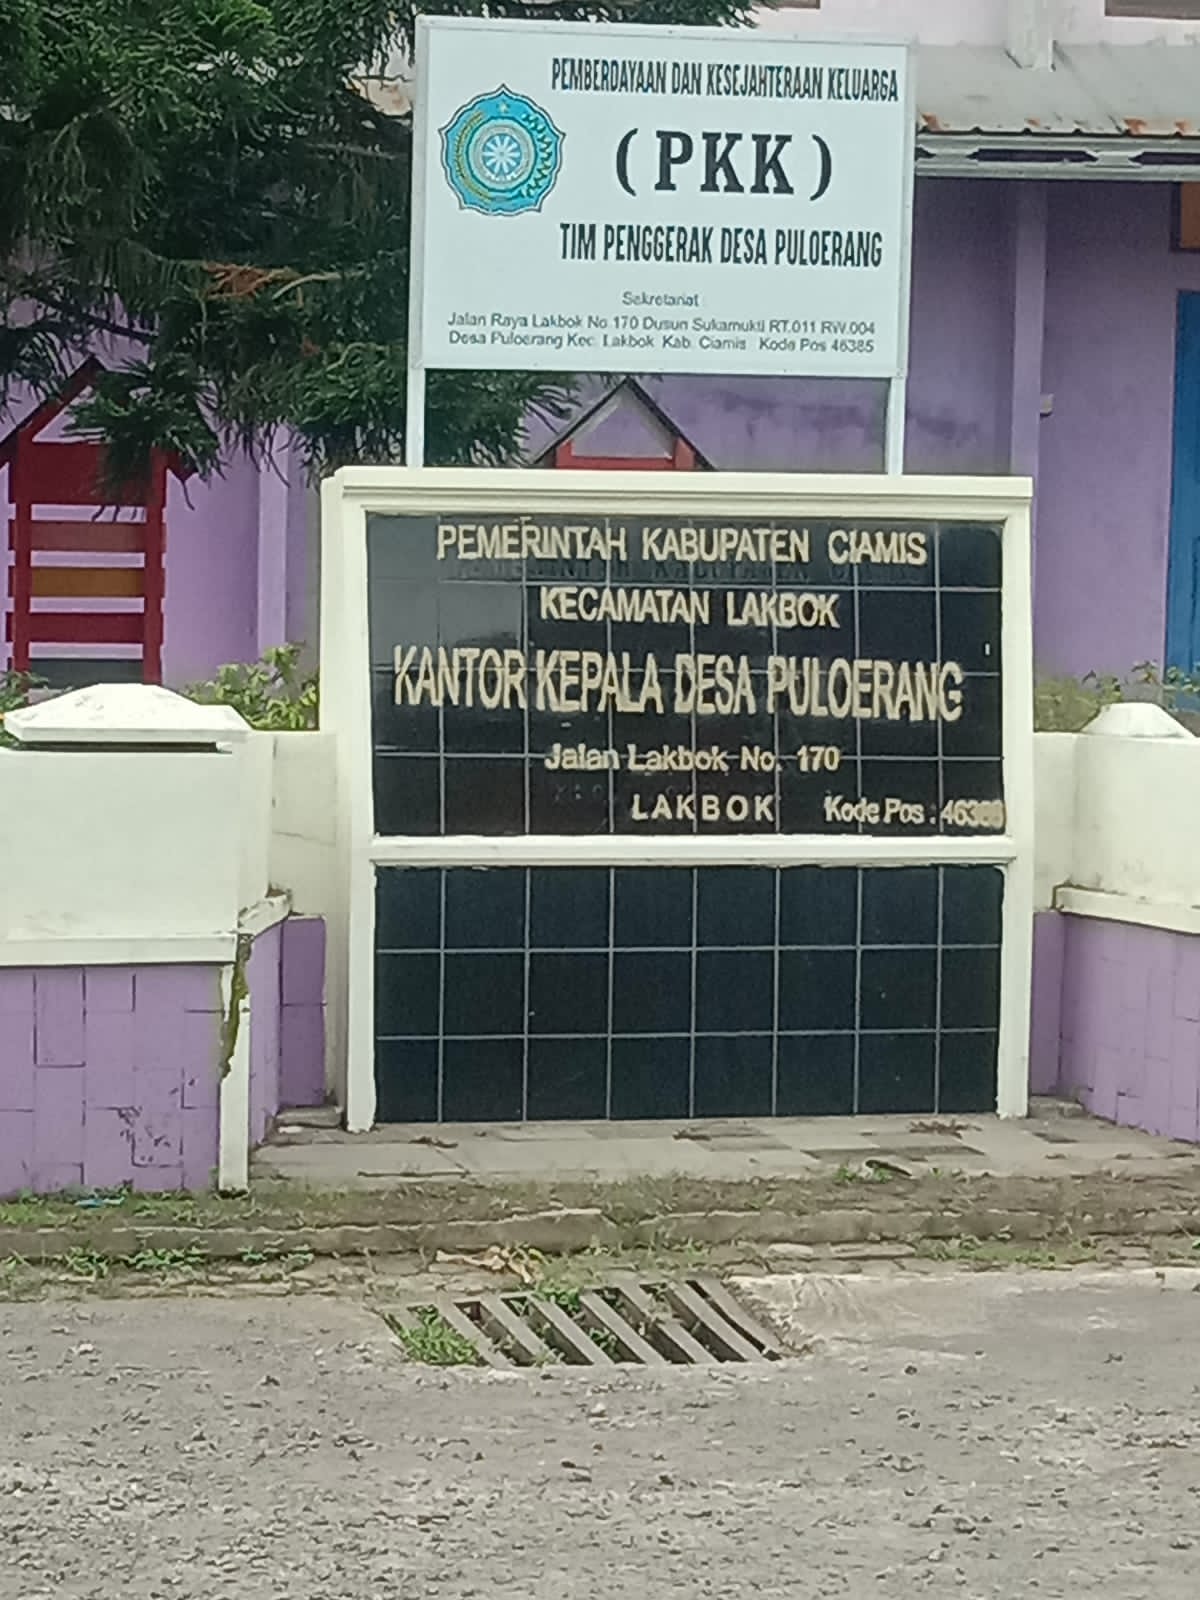 PEMBERDAYAAN DAN KESEJAHTERAAN KELUARGA
(PKK)
TIM PENGGERAK DESA PULOERANG
Sekretariat
Jalan Raya Lakbok No.170 Dusun Sukamukti RT.011 RW.004
Desa Puloerang Kec. Lakbok Kab. Ciamis Kode Pos 46385
PEMERINTAH KABUPATEN CIAMIS
KECAMATAN LAKBOK
KANTOR KEPALA DESA PULOERANG
Jalan Lakbok No. 170
LAKBOK Kode Pos :